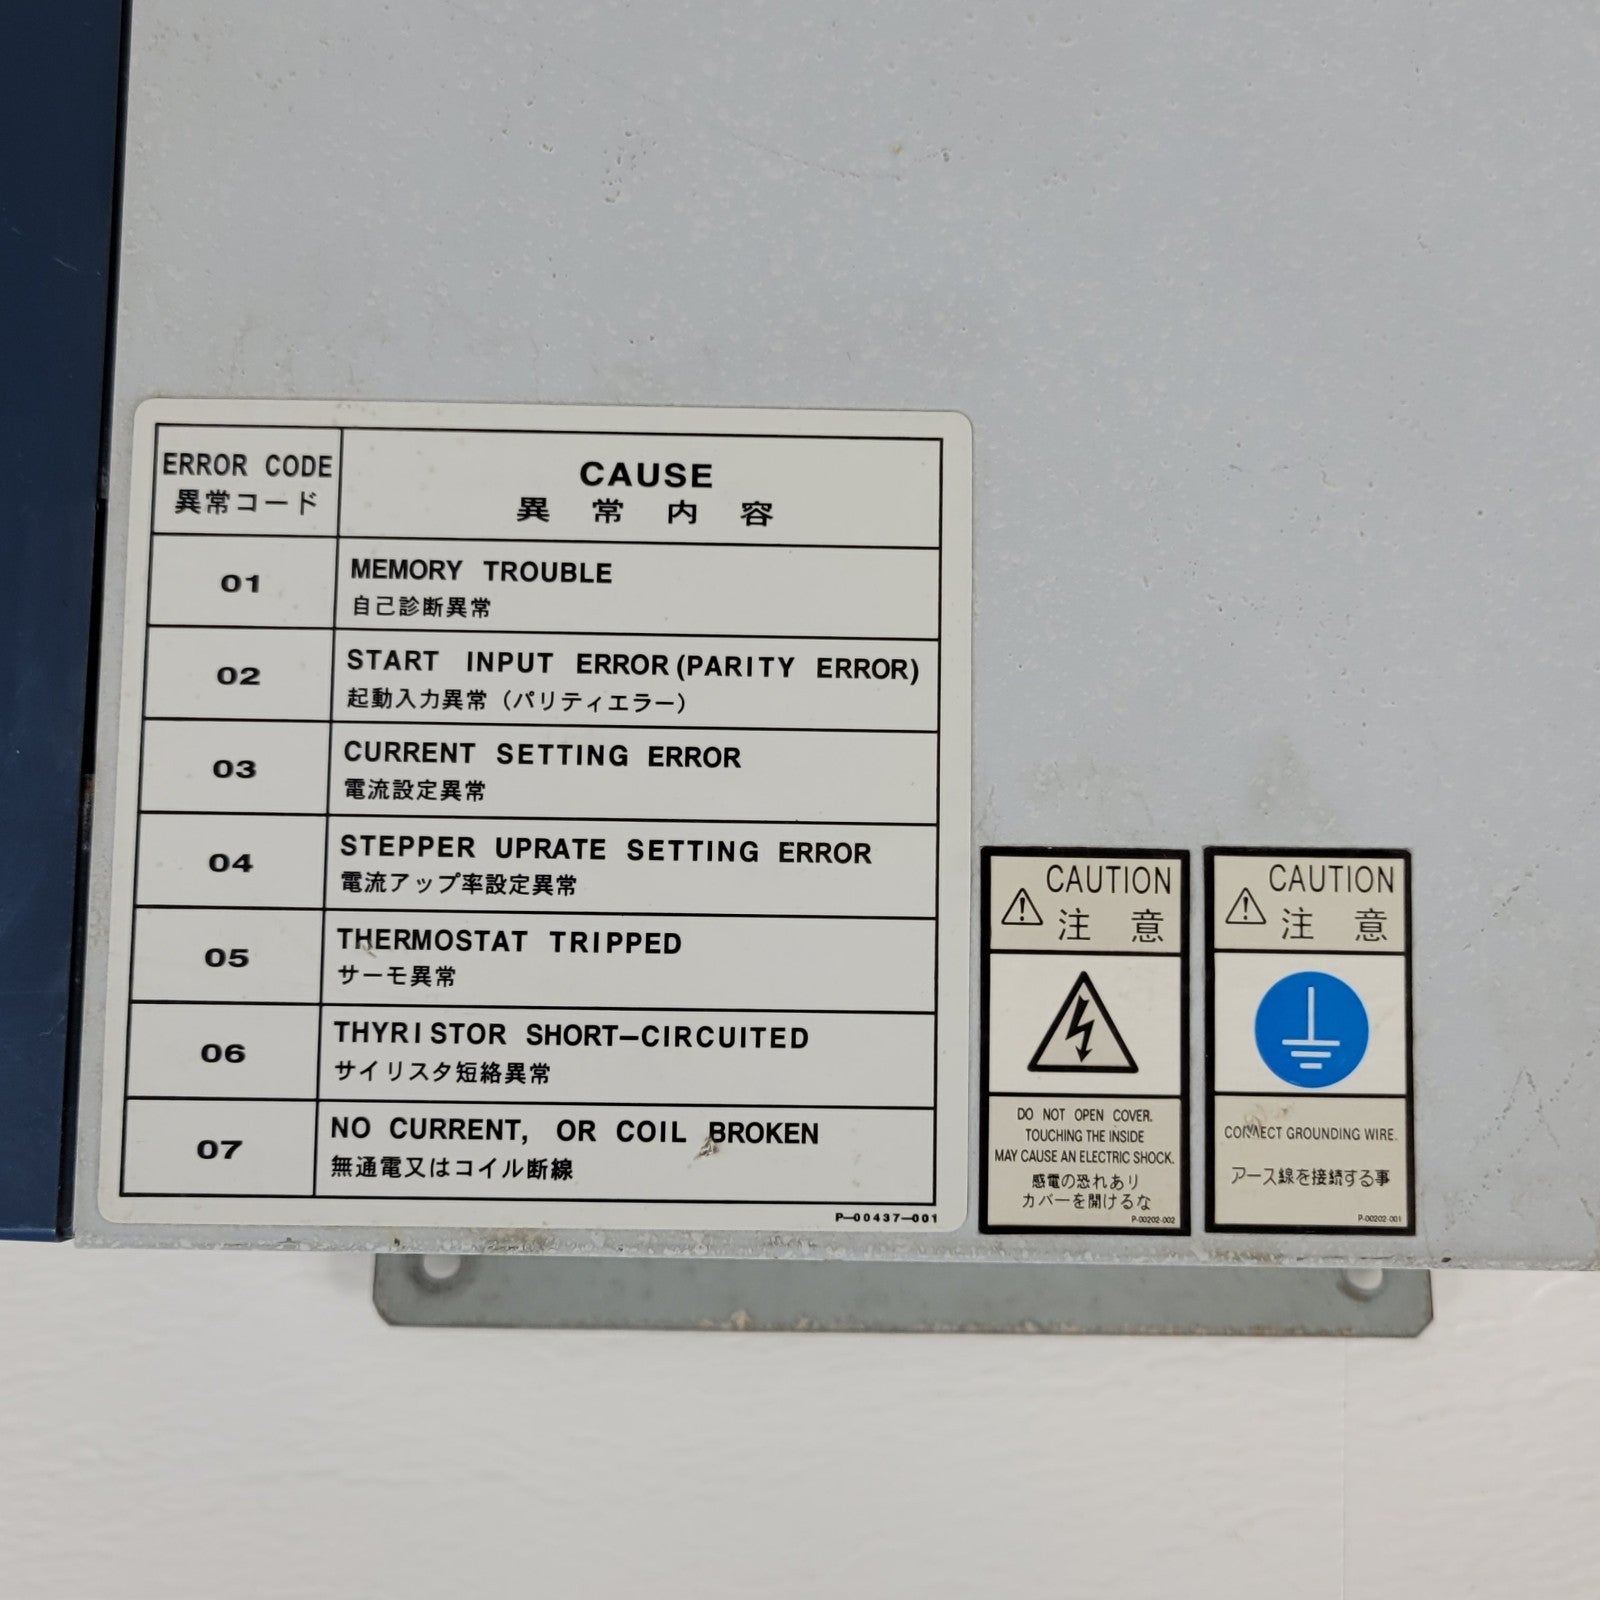 ERROR CODE
異常コード
CAUSE
異常内容
01
MEMORY TROUBLE
自己診断異常
02
START INPUT ERROR (PARITY ERROR)
起動入力異常（パリティエラー）
03
CURRENT SETTING ERROR
電流設定異常
04
STEPPER UPRATE SETTING ERROR
電流アップ率設定異常
05
THERMOSTAT TRIPPED
サーモ異常
06
THYRISTOR SHORT-CIRCUITED
サイリスタ短絡異常
07
NO CURRENT, OR COIL BROKEN
無通電又はコイル断線
P-00437-001
CAUTION
注意
DO NOT OPEN COVER.
TOUCHING THE INSIDE
MAY CAUSE AN ELECTRIC SHOCK.
感電の恐れあり
カバーを開けるな
P-00202-002
CAUTION
注意
CONNECT GROUNDING WIRE.
アース線を接続する事
P-00202-001